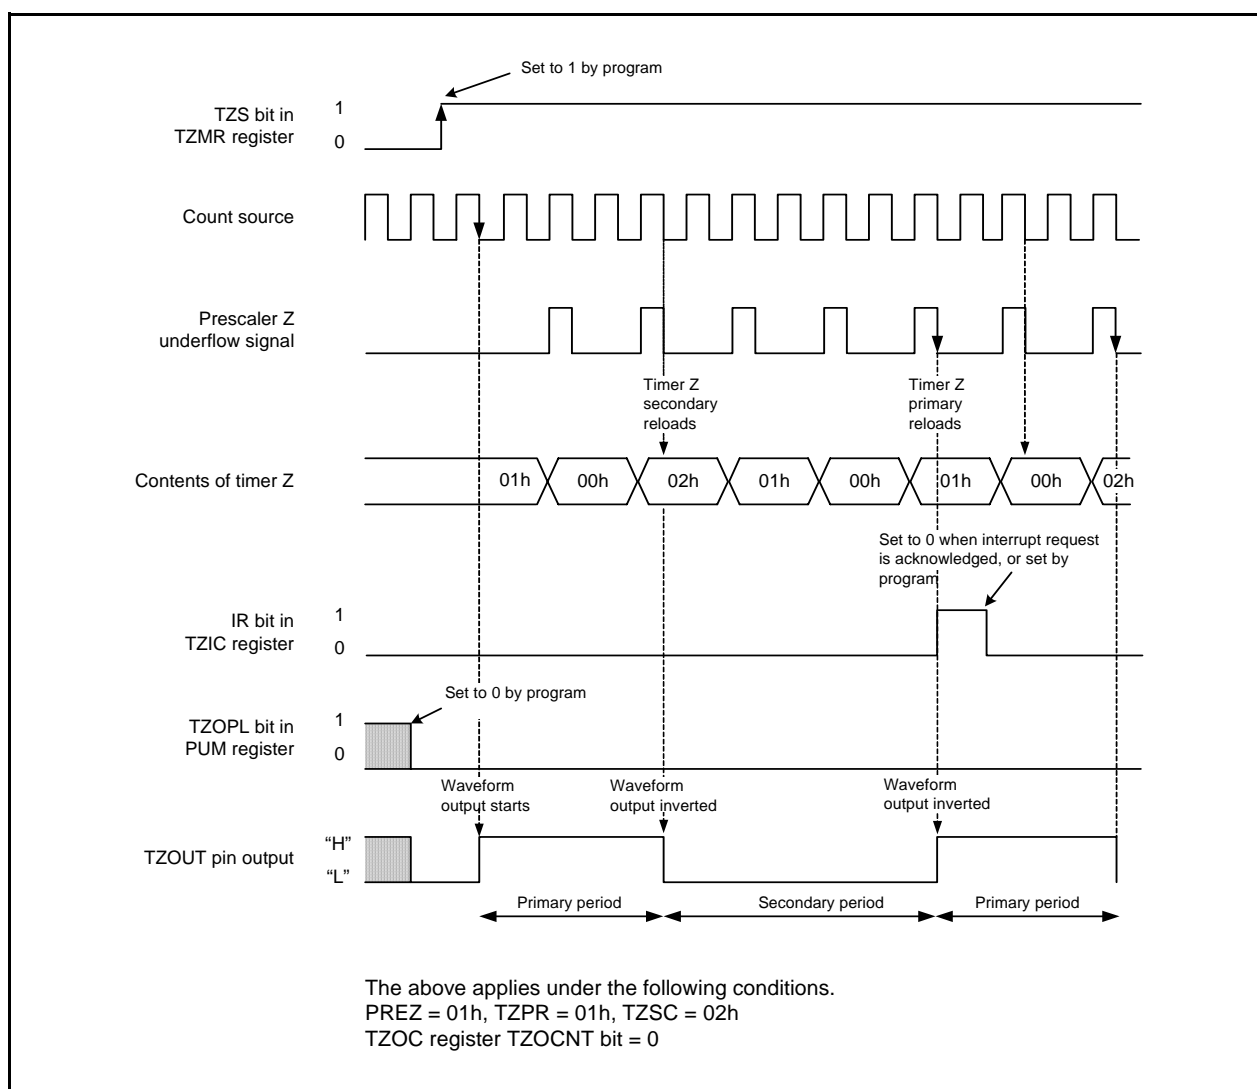 Set to 1 by program
TZS bit in
TZMR register
1
0
Count source
Prescaler Z
underflow signal
Timer Z
secondary
reloads
Timer Z
primary
reloads
Contents of timer Z
01h
00h
02h
01h
00h
01h
00h
02h
Set to 0 when interrupt request
is acknowledged, or set by
program
IR bit in
TZIC register
1
0
Set to 0 by program
TZOPL bit in
PUM register
1
0
Waveform
output starts
Waveform
output inverted
Waveform
output inverted
TZOUT pin output
“H”
“L”
Primary period
Secondary period
Primary period
The above applies under the following conditions.
PREZ = 01h, TZPR = 01h, TZSC = 02h
TZOC register TZOCNT bit = 0